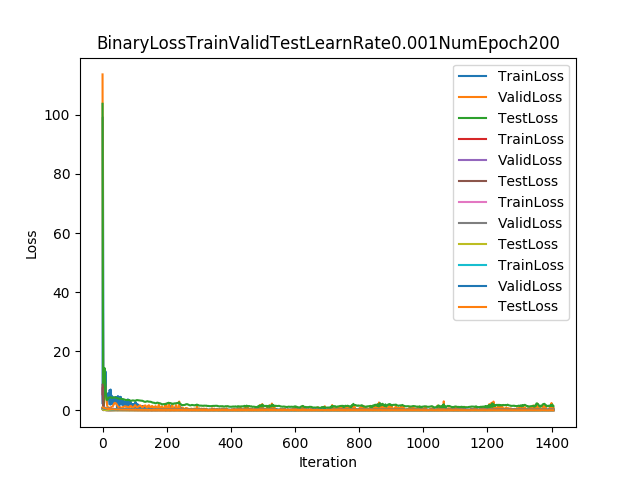 BinaryLossTrainValidTestLearnRate0.001NumEpoch200
TrainLoss
ValidLoss
TestLoss
TrainLoss
ValidLoss
TestLoss
TrainLoss
ValidLoss
TestLoss
TrainLoss
ValidLoss
TestLoss
Loss
100
80
60
40
20
0
0 200 400 600 800 1000 1200 1400
Iteration